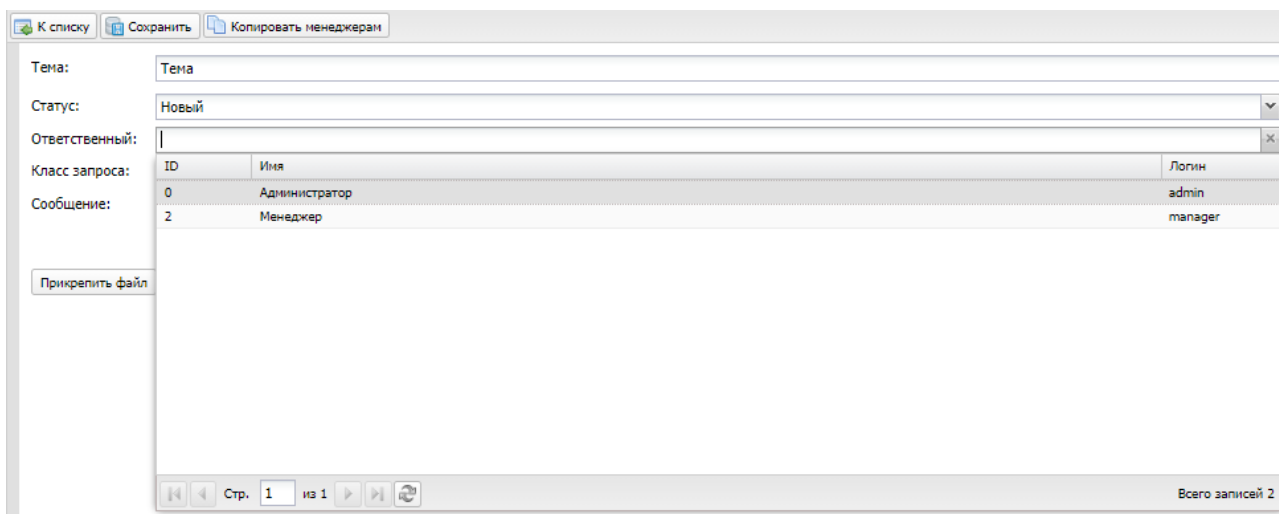 К списку Сохранить Копировать менеджерам
Тема: Тема
Статус: Новый
Ответственный:
Класс запроса: ID Имя Логин
0 Администратор admin
Сообщение:
2 Менеджер manager
Прикрепить файл
Стр. 1 из 1 Всего записей 2